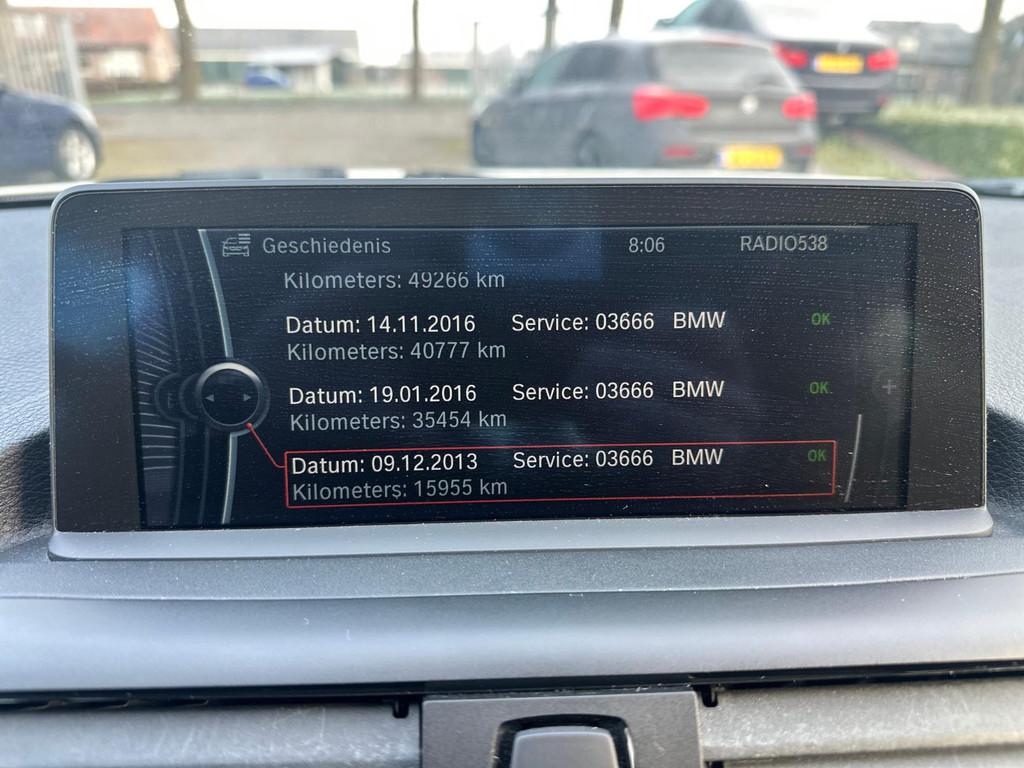 Geschiedenis 8:06 RADIO538
Kilometers: 49266 km
Datum: 14.11.2016 Service: 03666 BMW OK
Kilometers: 40777 km
Datum: 19.01.2016 Service: 03666 BMW OK
Kilometers: 35454 km
Datum: 09.12.2013 Service: 03666 BMW OK
Kilometers: 15955 km